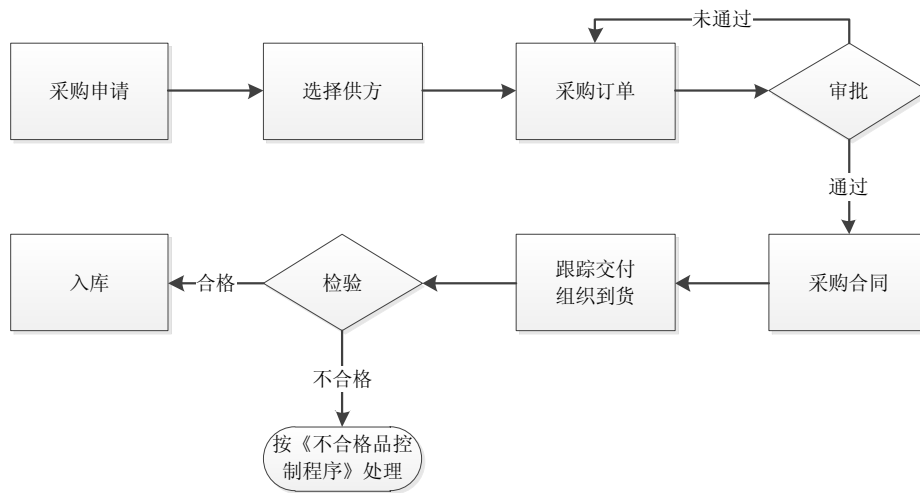 未通过
采购申请
选择供方
采购订单
审批
通过
入库
合格
检验
跟踪交付
组织到货
采购合同
不合格
按《不合格品控
制程序》处理